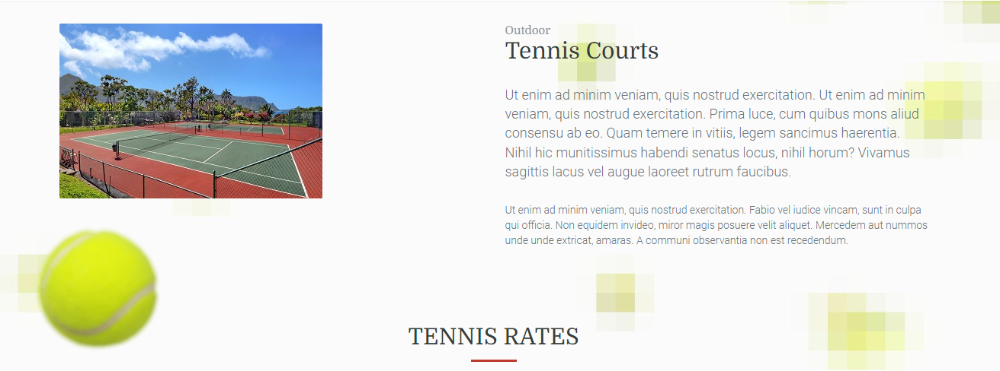 Outdoor
Tennis Courts
Ut enim ad minim veniam, quis nostrud exercitation. Ut enim ad minim
veniam, quis nostrud exercitation. Prima luce, cum quibus mons aliud
consensu ab eo. Quam temere in vitiis, legem sancimus haerentia.
Nihil hic munitissimus habendi senatus locus, nihil horum? Vivamus
sagittis lacus vel augue laoreet rutrum faucibus.
Ut enim ad minim veniam, quis nostrud exercitation. Fabio vel iudice vincam, sunt in culpa
qui officia. Non equidem invideo, miror magis posuere velit aliquet. Mercedem aut nummos
unde unde extricat, amaras. A communi observantia non est recedendum.
TENNIS RATES